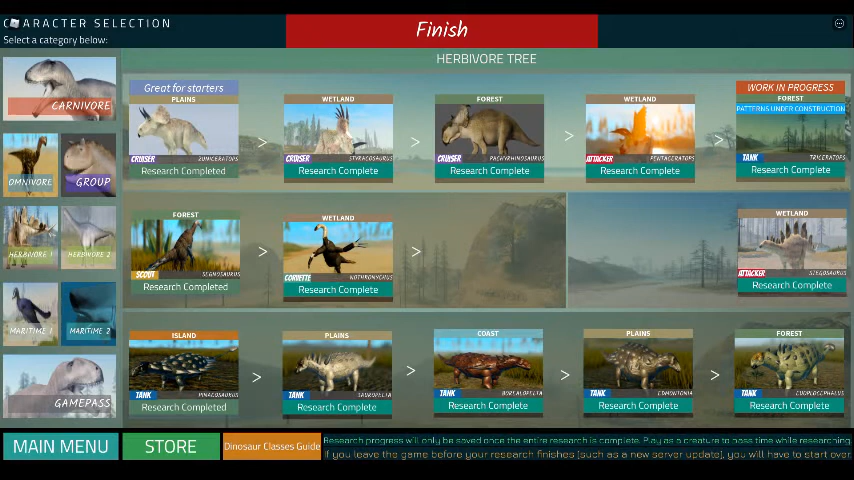 CHARACTER SELECTION
Select a category below:
Finish
HERBIVORE TREE
CARNIVORE
OMNIVORE
GROUP
HERBIVORE 1
HERBIVORE 2
MARITIME 1
MARITIME 2
GAMEPASS
Great for starters
PLAINS
CRUISER
ZUNICERATOPS
Research Completed
>
WETLAND
CRUISER
STYRACOSAURUS
Research Complete
>
FOREST
CRUISER
PACHYRHINOSAURUS
Research Complete
>
WETLAND
ATTACKER
PENTACERATOPS
Research Complete
>
WORK IN PROGRESS
FOREST
PATTERNS UNDER CONSTRUCTION
TANK
TRICERATOPS
Research Complete
FOREST
SCOUT
SEGNOSAURUS
Research Completed
>
WETLAND
CORVETTE
NOTHRONYCHUS
Research Complete
>
WETLAND
ATTACKER
STEGOSAURUS
Research Complete
ISLAND
TANK
PINACOSAURUS
Research Completed
>
PLAINS
TANK
SAUROPELTA
Research Complete
>
COAST
TANK
BOREALOPELTA
Research Complete
>
PLAINS
TANK
EDMONTONIA
Research Complete
>
FOREST
TANK
EUOPLOCEPHALUS
Research Complete
MAIN MENU
STORE
Dinosaur Classes Guide
Research progress will only be saved once the entire research is complete. Play as a creature to pass time while researching.
If you leave the game before your research finishes (such as a new server update), you will have to start over.